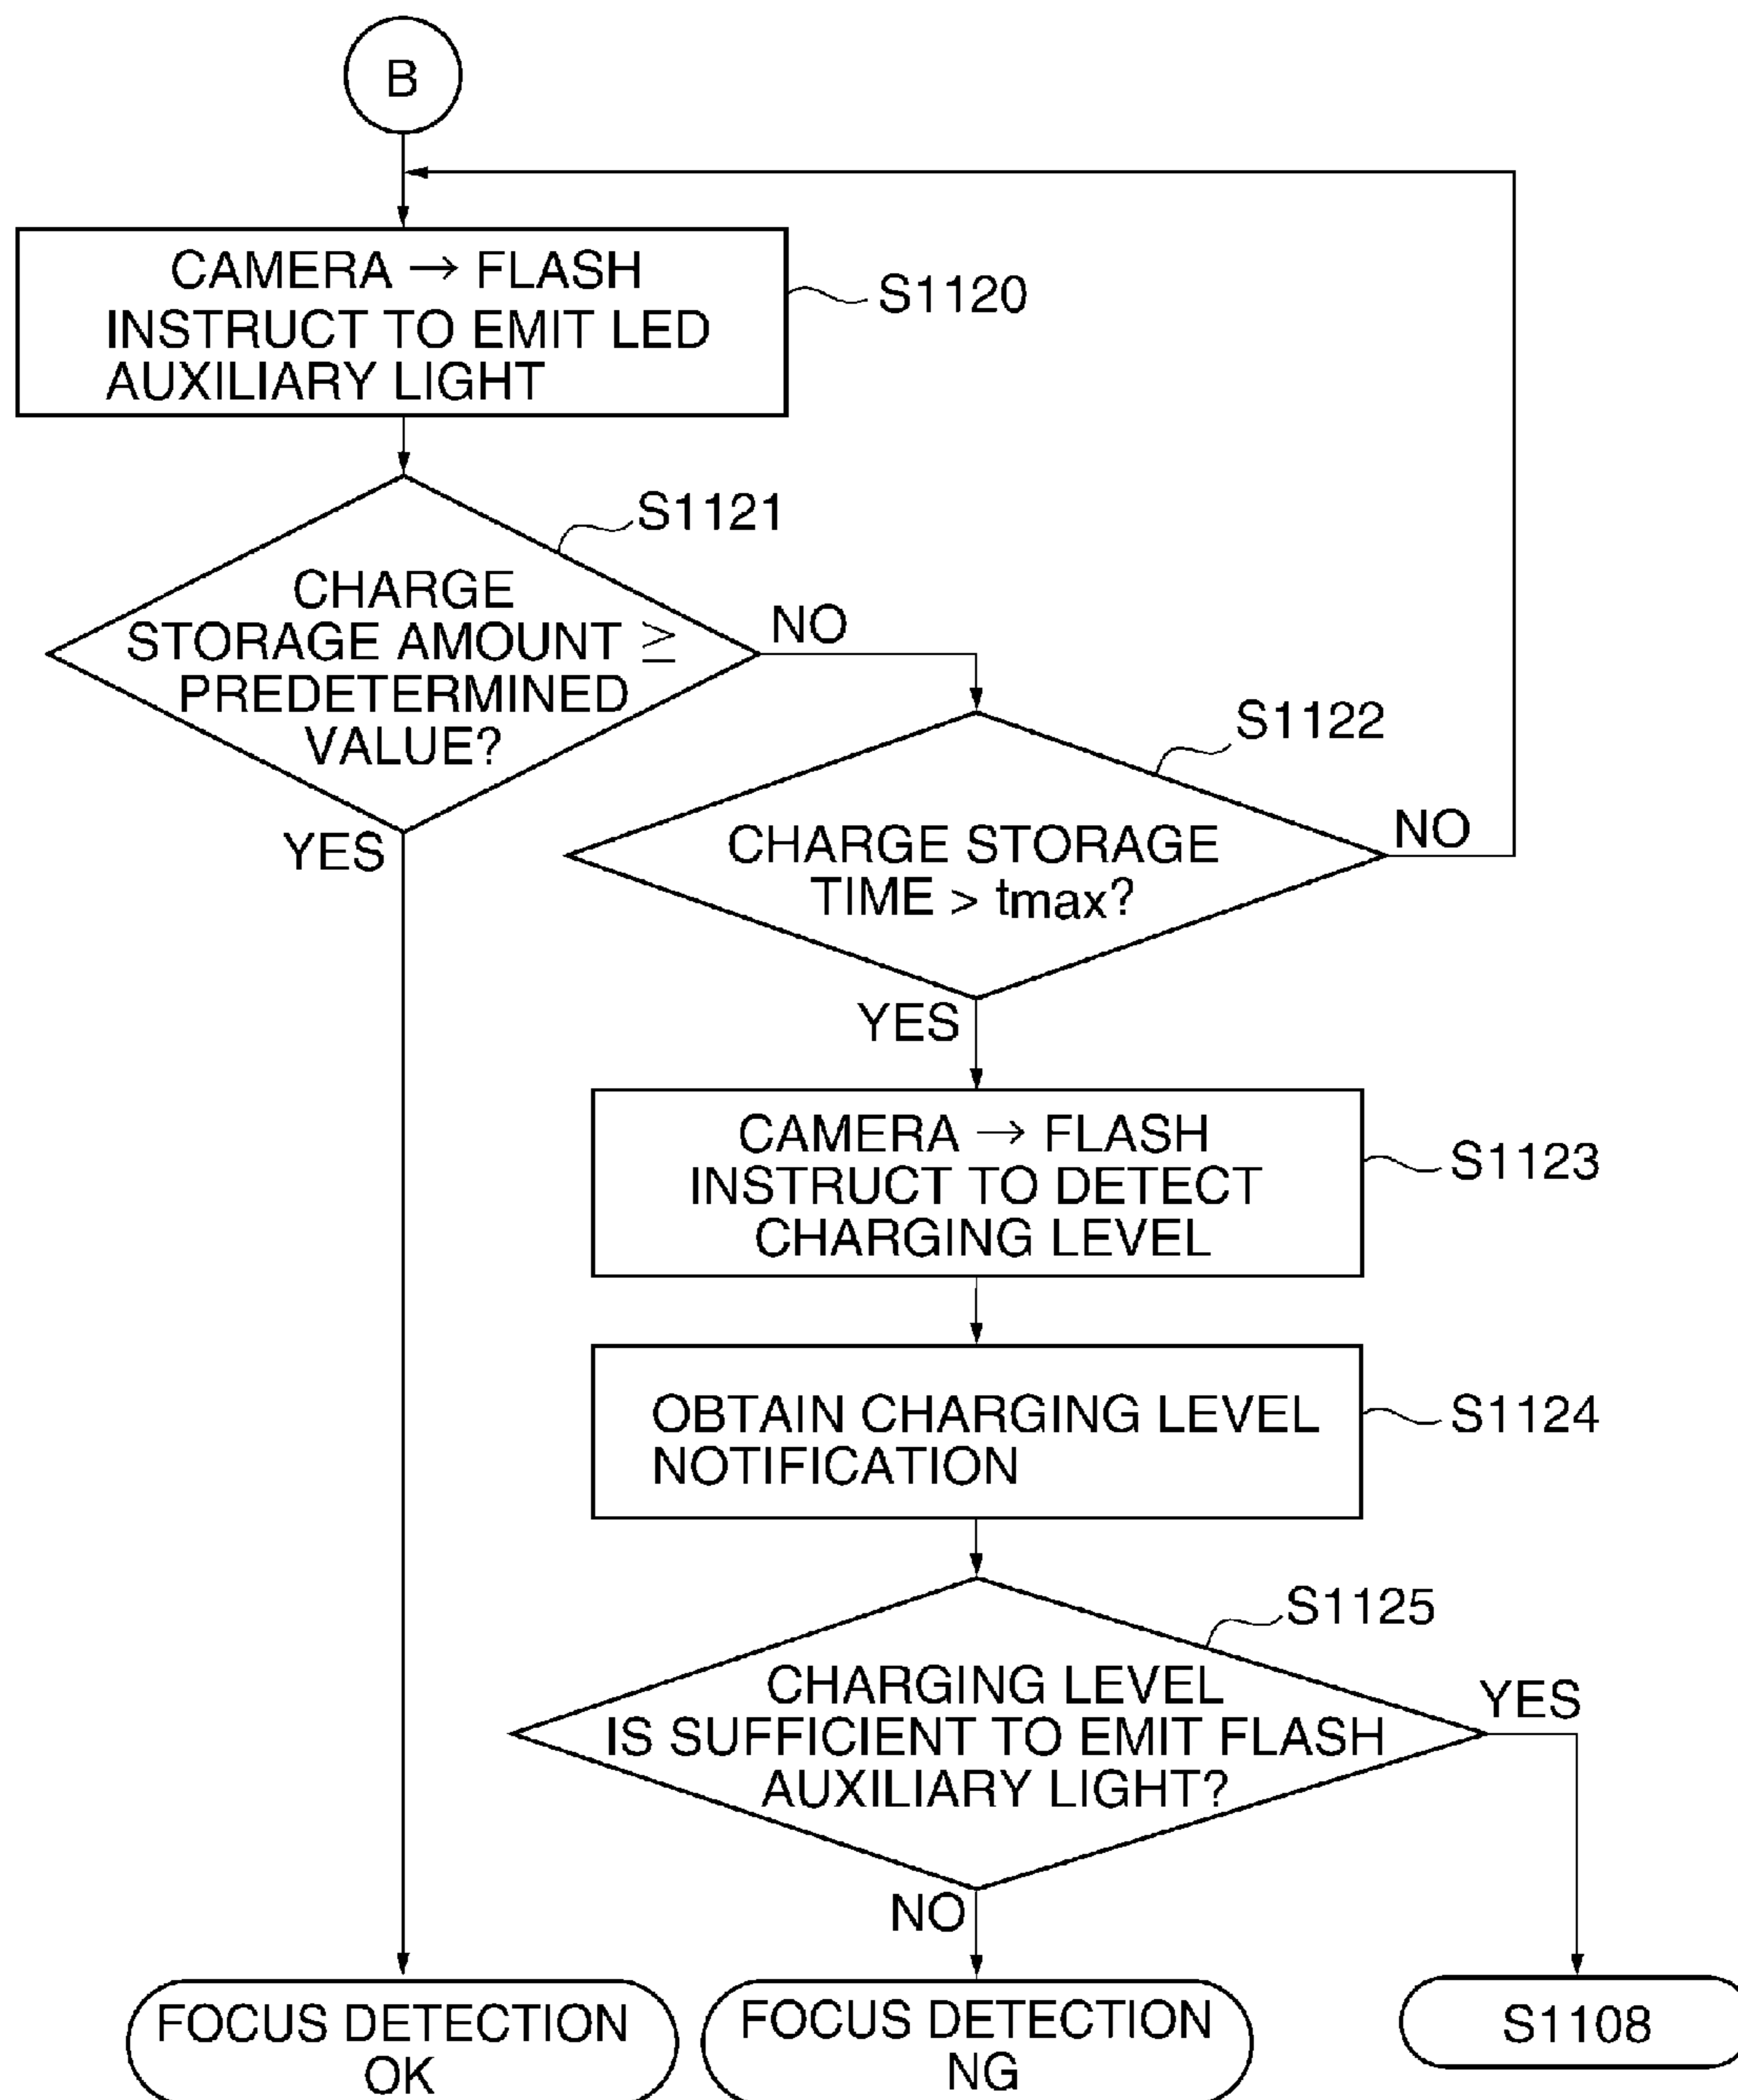 B
CAMERA → FLASH
INSTRUCT TO EMIT LED
AUXILIARY LIGHT
S1120
S1121
CHARGE
STORAGE AMOUNT ≥
PREDETERMINED
VALUE?
NO
YES
S1122
CHARGE STORAGE
TIME > tmax?
NO
YES
CAMERA → FLASH
INSTRUCT TO DETECT
CHARGING LEVEL
S1123
OBTAIN CHARGING LEVEL
NOTIFICATION
S1124
S1125
CHARGING LEVEL
IS SUFFICIENT TO EMIT FLASH
AUXILIARY LIGHT?
YES
NO
FOCUS DETECTION
OK
FOCUS DETECTION
NG
S1108